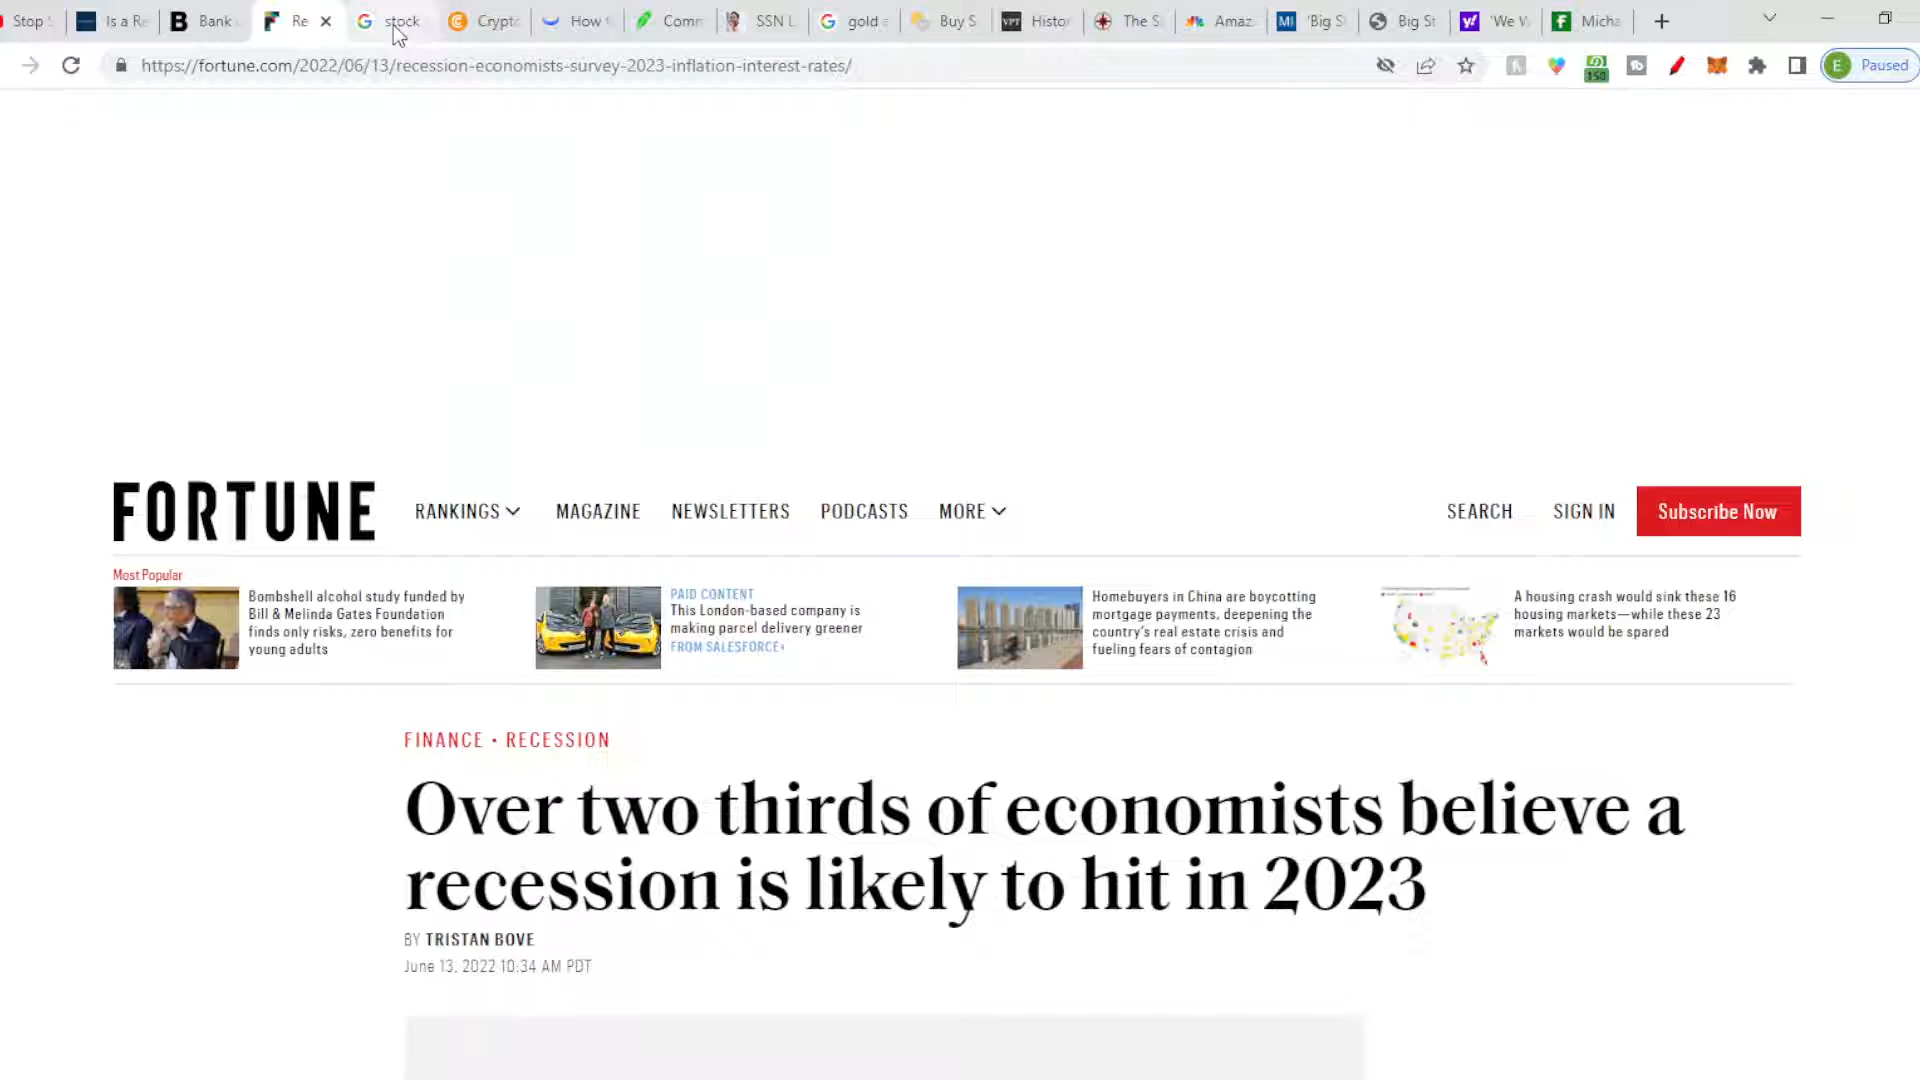 Stop
Is a Re
Bank
Re
stock
Crypto
How
Comm
SSN L
gold
Buy S
VPT
Histor
The S
Amaz
MI
'Big S
Big St
'We W
Micha
https://fortune.com/2022/06/13/recession-economists-survey-2023-inflation-interest-rates/
150
E
Paused
FORTUNE
RANKINGS
MAGAZINE
NEWSLETTERS
PODCASTS
MORE
SEARCH
SIGN IN
Subscribe Now
Most Popular
Bombshell alcohol study funded by
Bill & Melinda Gates Foundation
finds only risks, zero benefits for
young adults
PAID CONTENT
This London-based company is
making parcel delivery greener
FROM SALESFORCE+
Homebuyers in China are boycotting
mortgage payments, deepening the
country's real estate crisis and
fueling fears of contagion
A housing crash would sink these 16
housing markets—while these 23
markets would be spared
FINANCE · RECESSION
Over two thirds of economists believe a
recession is likely to hit in 2023
BY TRISTAN BOVE
June 13, 2022 10:34 AM PDT